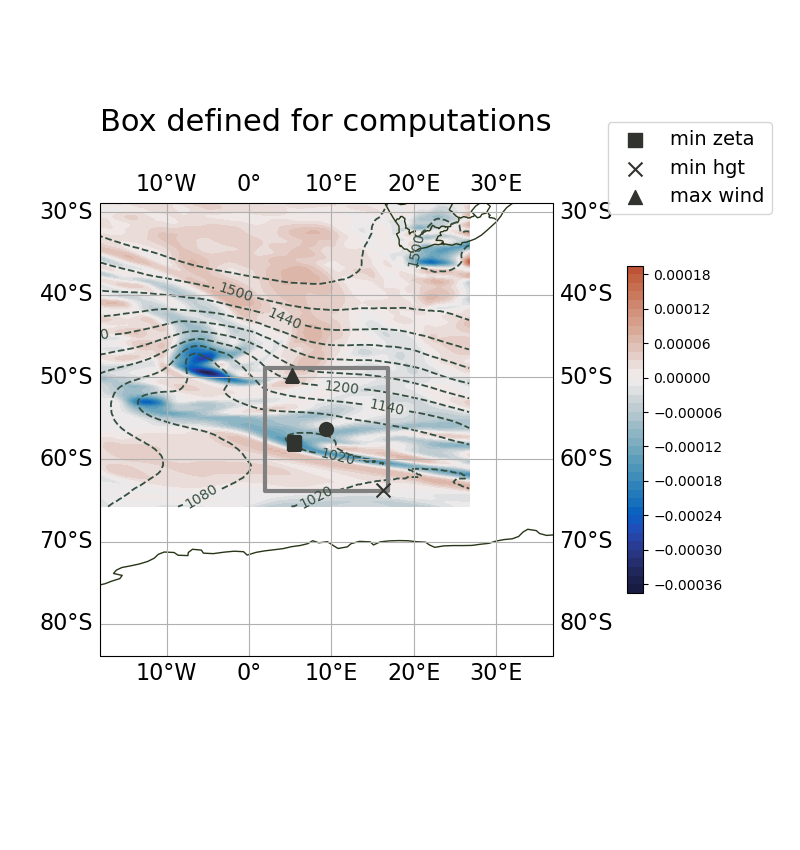 Box defined for computations
min zeta
min hgt
max wind
10°W 0° 10°E 20°E 30°E
30°S 30°S
40°S 40°S
50°S 50°S
60°S 60°S
70°S 70°S
80°S 80°S
10°W 0° 10°E 20°E 30°E
1500
1500
1440
0
1200
1140
1020
1080
1020
0.00018
0.00012
0.00006
0.00000
−0.00006
−0.00012
−0.00018
−0.00024
−0.00030
−0.00036